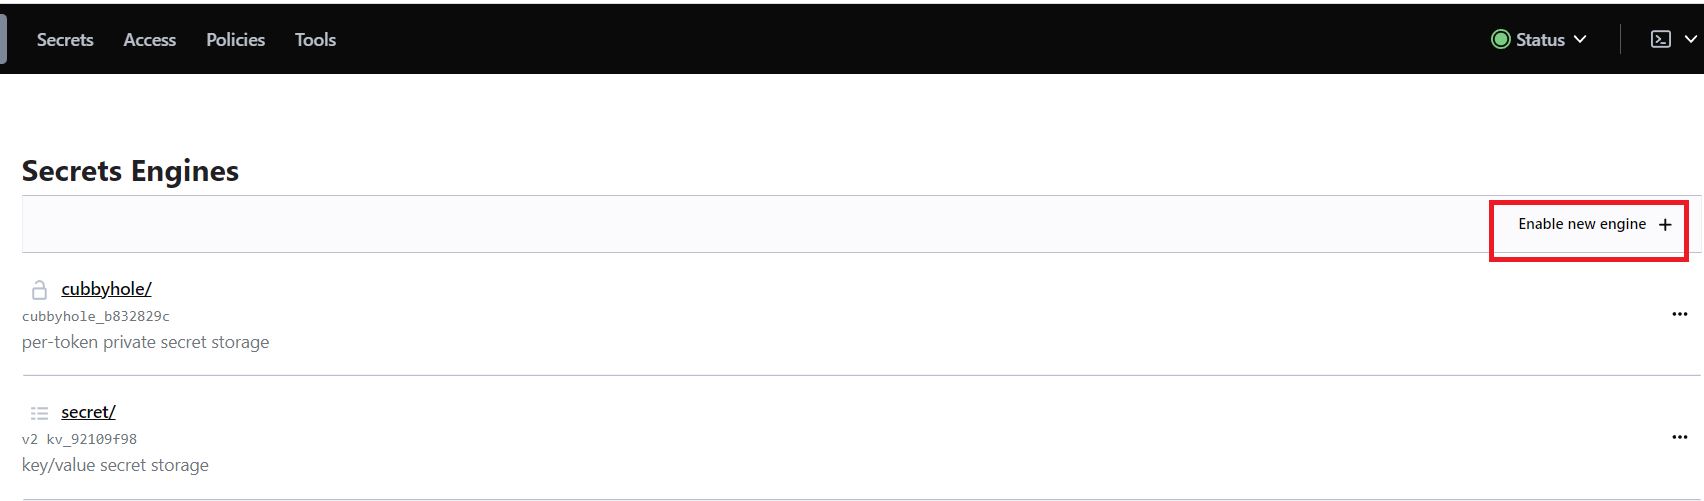 Secrets Access Policies Tools Status
Secrets Engines
Enable new engine +
cubbyhole/
cubbyhole_b832829c
per-token private secret storage
secret/
v2 kv_92109f98
key/value secret storage